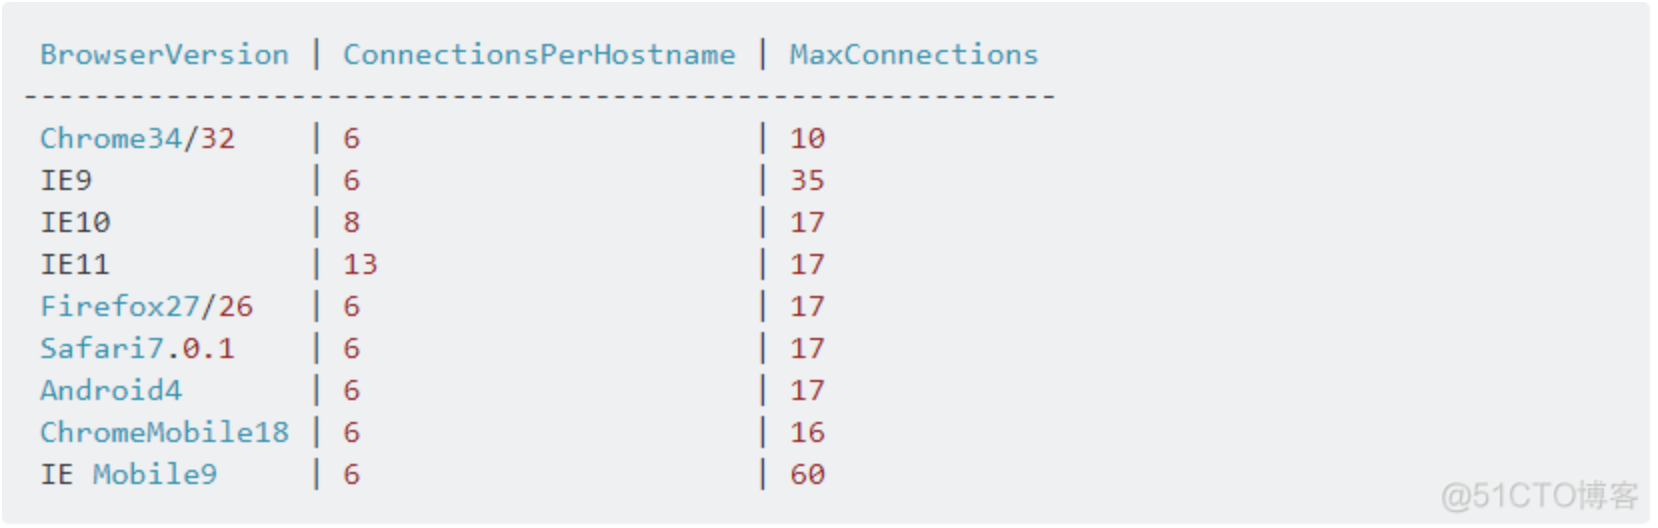 BrowserVersion | ConnectionsPerHostname | MaxConnections
-----------------------------------------------------------
Chrome34/32 | 6 | 10
IE9 | 6 | 35
IE10 | 8 | 17
IE11 | 13 | 17
Firefox27/26 | 6 | 17
Safari7.0.1 | 6 | 17
Android4 | 6 | 17
ChromeMobile18 | 6 | 16
IE Mobile9 | 6 | 60
@51CTO博客